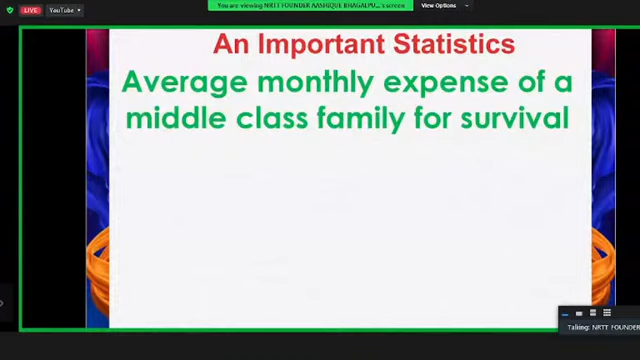 LIVE
YouTube
You are viewing NRTT FOUNDER AASHIQUE BHAGALPU... screen
View Options
An Important Statistics
Average monthly expense of a
middle class family for survival
Talking: NRTT FOUNDER